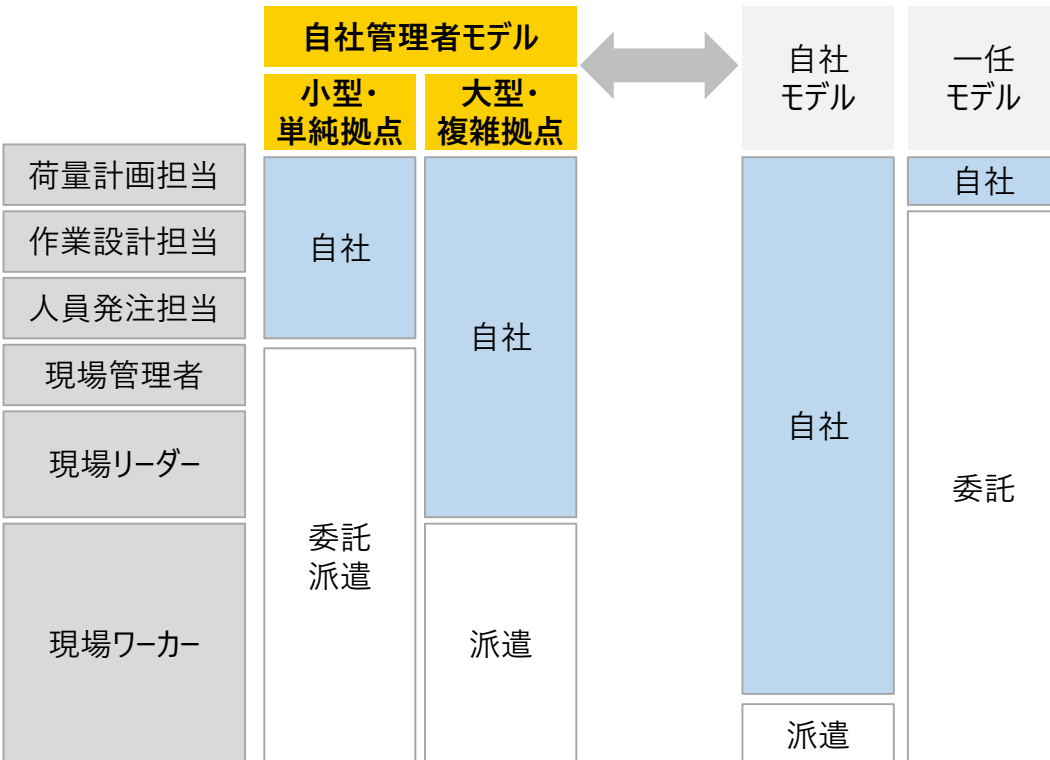 自社管理者モデル
小型・
単純拠点
大型・
複雑拠点
自社
モデル
一任
モデル
荷量計画担当
作業設計担当
人員発注担当
現場管理者
現場リーダー
現場ワーカー
自社
委託
派遣
自社
派遣
自社
派遣
自社
委託